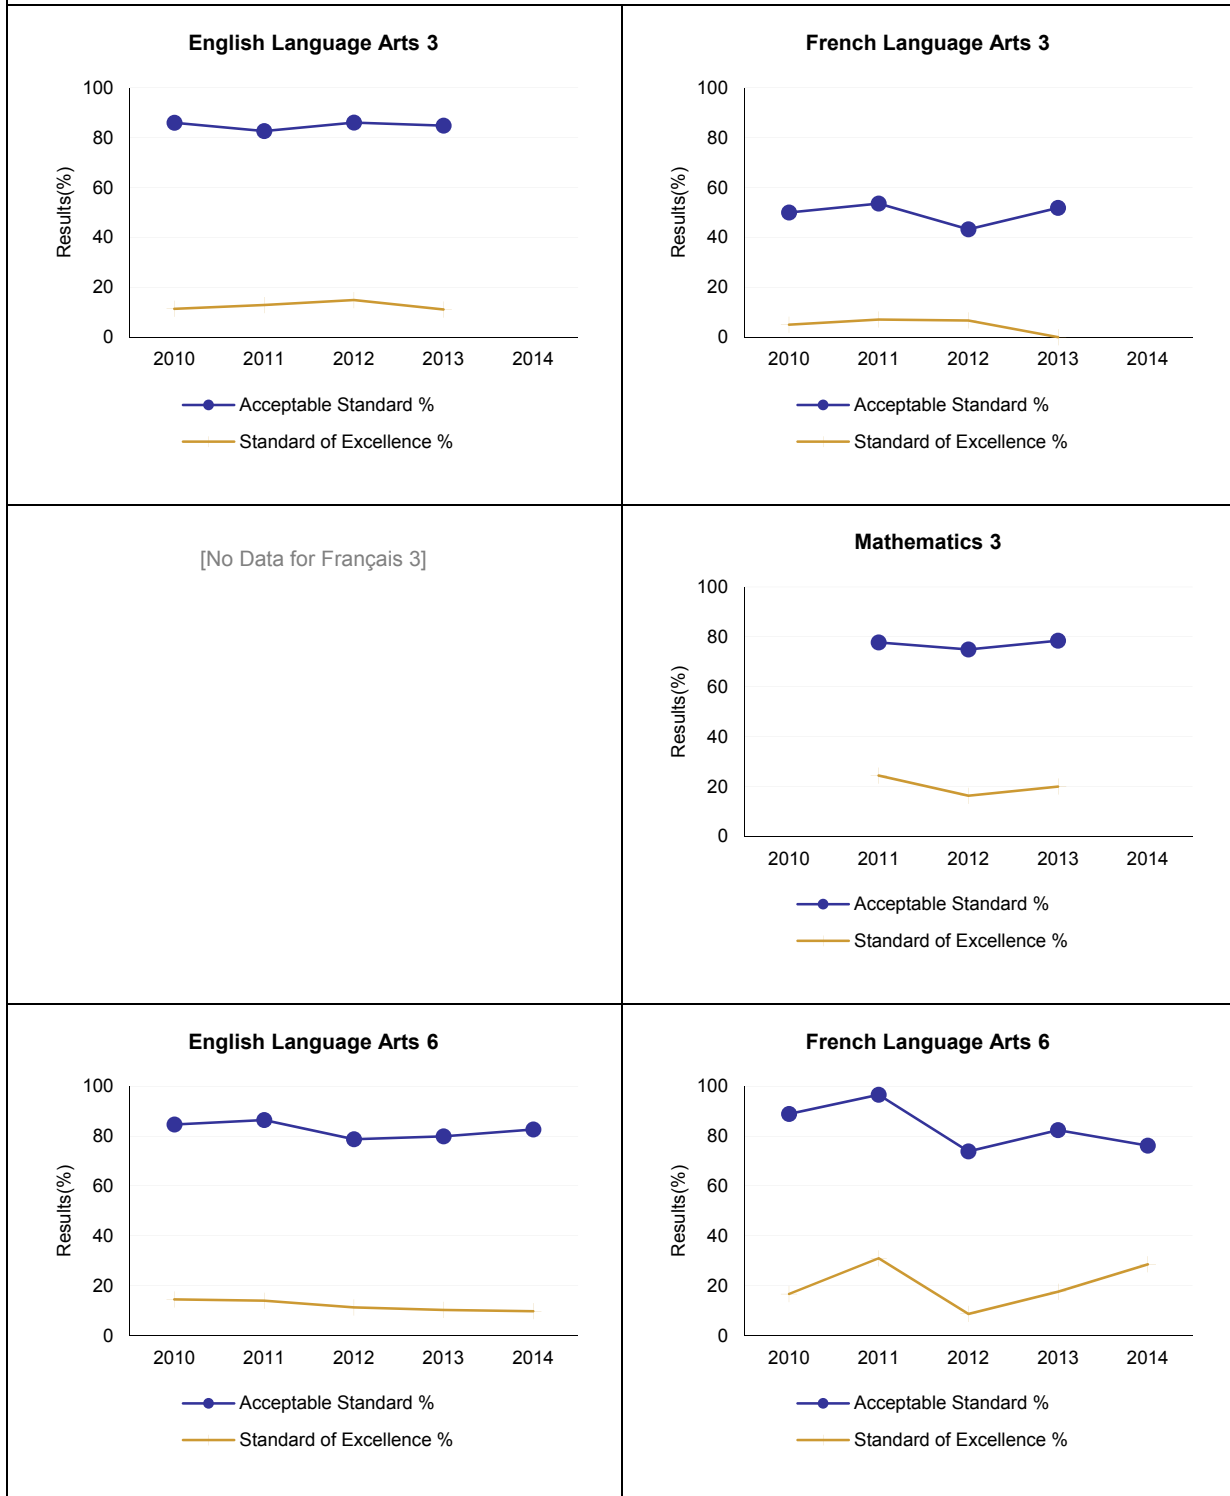 English Language Arts 3
100
80
60
40
20
0
Results(%)
2010 2011 2012 2013 2014
Acceptable Standard %
Standard of Excellence %
French Language Arts 3
100
80
60
40
20
0
Results(%)
2010 2011 2012 2013 2014
Acceptable Standard %
Standard of Excellence %
[No Data for Français 3]
Mathematics 3
100
80
60
40
20
0
Results(%)
2010 2011 2012 2013 2014
Acceptable Standard %
Standard of Excellence %
English Language Arts 6
100
80
60
40
20
0
Results(%)
2010 2011 2012 2013 2014
Acceptable Standard %
Standard of Excellence %
French Language Arts 6
100
80
60
40
20
0
Results(%)
2010 2011 2012 2013 2014
Acceptable Standard %
Standard of Excellence %